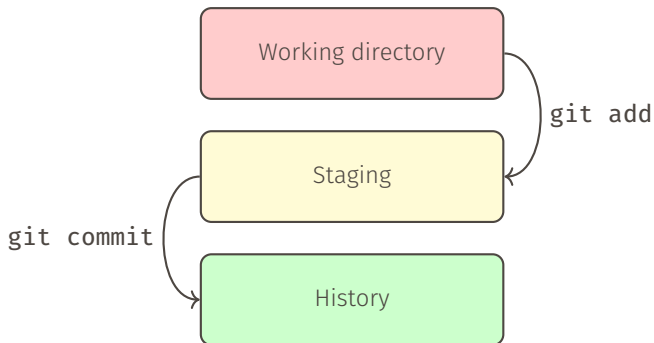 Working directory
git add
Staging
git commit
History